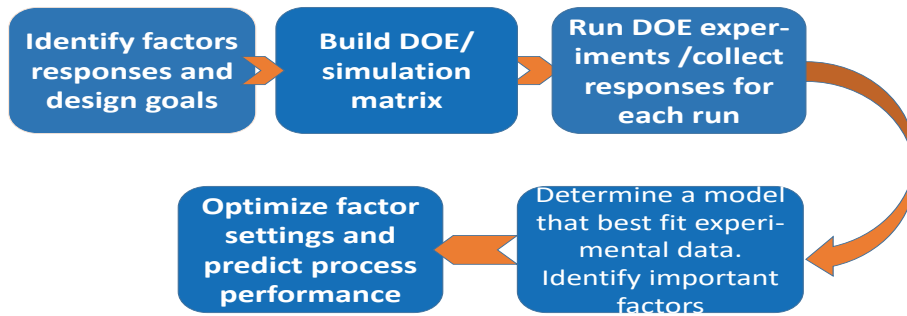 Identify factors
responses and
design goals
Build DOE/
simulation
matrix
Run DOE exper-
iments /collect
responses for
each run
Determine a model
that best fit experi-
mental data.
Identify important
factors
Optimize factor
settings and
predict process
performance